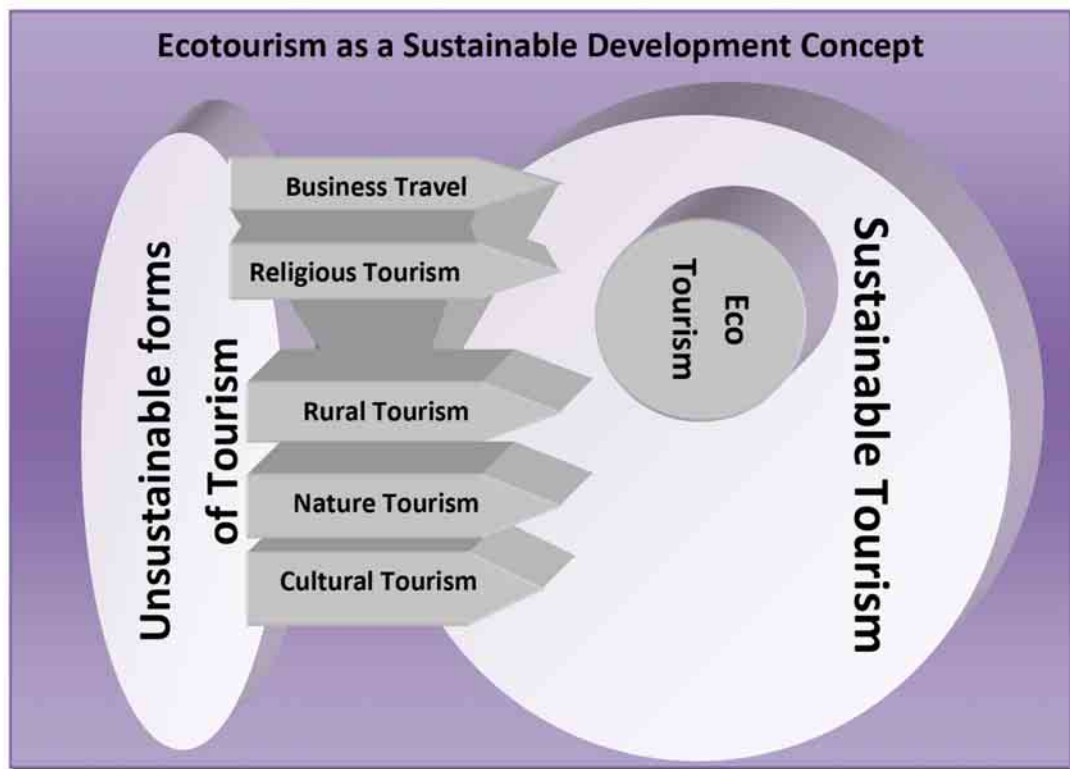 Ecotourism as a Sustainable Development Concept
Unsustainable forms
of Tourism
Business Travel
Religious Tourism
Rural Tourism
Nature Tourism
Cultural Tourism
Eco
Tourism
Sustainable Tourism